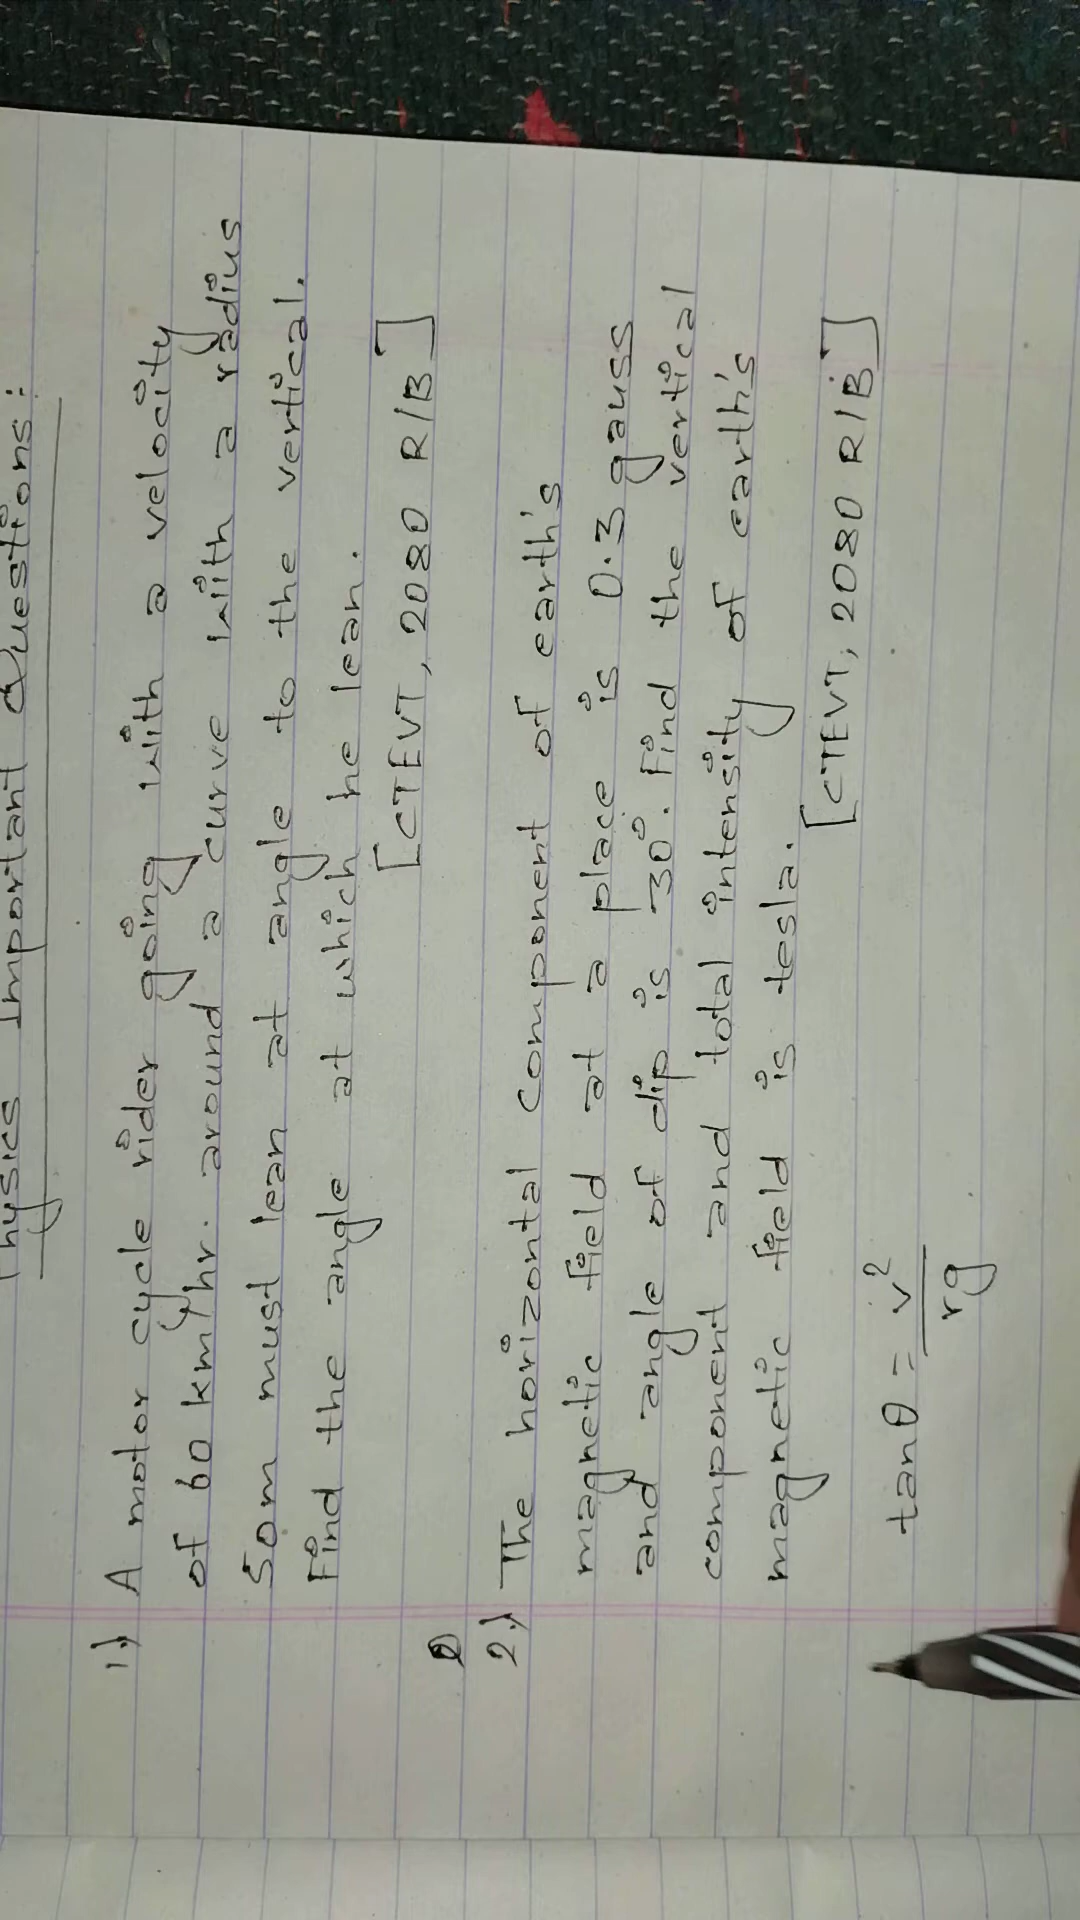 Physics Important Questions:
1.) A motor cycle rider going with a velocity
of 60 km/hr. around a curve with a radius
50m must lean at angle to the vertical.
Find the angle at which he lean.
[CTEVT, 2080 R/B]
2.) The horizontal component of earth's
magnetic field at a place is 0.3 gauss
and angle of dip is 30°. Find the vertical
component and total intensity of earth's
magnetic field is tesla.
[CTEVT, 2080 R/B]
tanθ = v²
rg